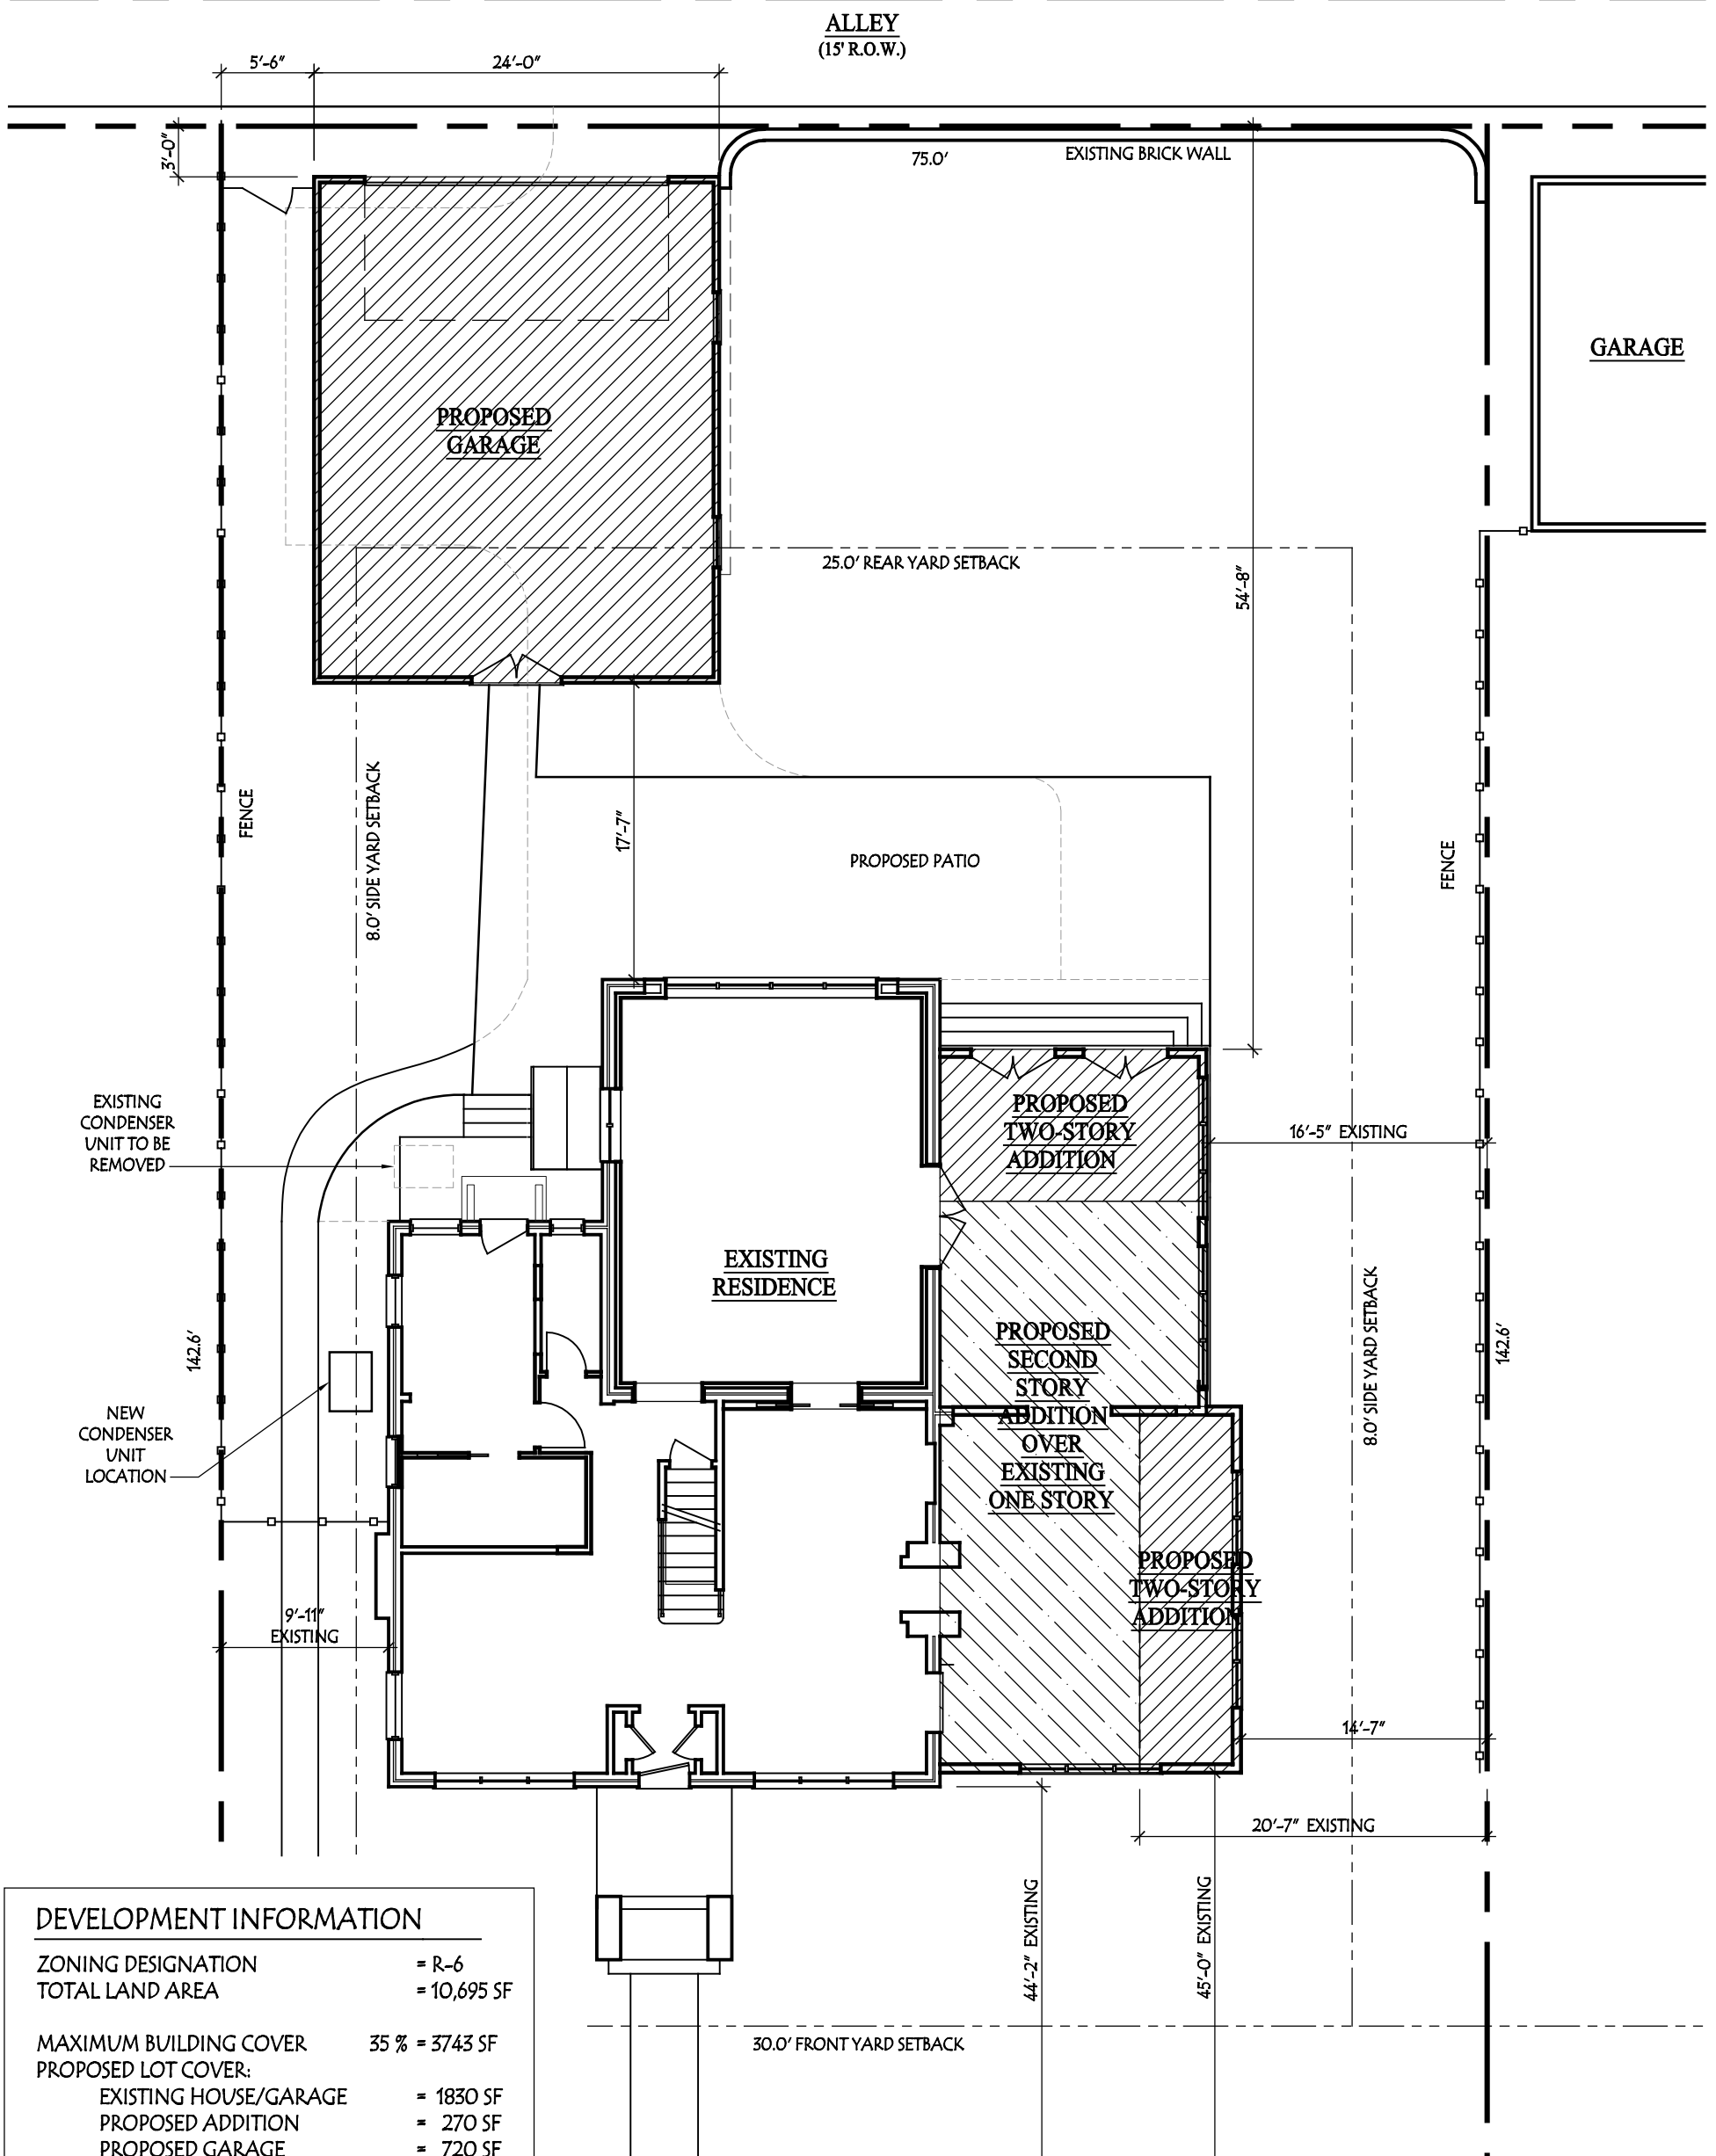 ALLEY
(15' R.O.W.)
5'-6"
24'-0"
3'-0"
75.0'
EXISTING BRICK WALL
GARAGE
PROPOSED
GARAGE
25.0' REAR YARD SETBACK
54'-8"
FENCE
8.0' SIDE YARD SETBACK
17'-7"
PROPOSED PATIO
FENCE
EXISTING
CONDENSER
UNIT TO BE
REMOVED
PROPOSED
TWO-STORY
ADDITION
16'-5" EXISTING
EXISTING
RESIDENCE
142.6'
PROPOSED
SECOND
STORY
ADDITION
OVER
EXISTING
ONE STORY
8.0' SIDE YARD SETBACK
142.6'
NEW
CONDENSER
UNIT
LOCATION
PROPOSED
TWO-STORY
ADDITION
9'-11"
EXISTING
14'-7"
20'-7" EXISTING
44'-2" EXISTING
45'-0" EXISTING
30.0' FRONT YARD SETBACK
DEVELOPMENT INFORMATION
ZONING DESIGNATION = R-6
TOTAL LAND AREA = 10,695 SF
MAXIMUM BUILDING COVER 35 % = 3743 SF
PROPOSED LOT COVER:
EXISTING HOUSE/GARAGE = 1830 SF
PROPOSED ADDITION = 270 SF
PROPOSED GARAGE = 720 SF